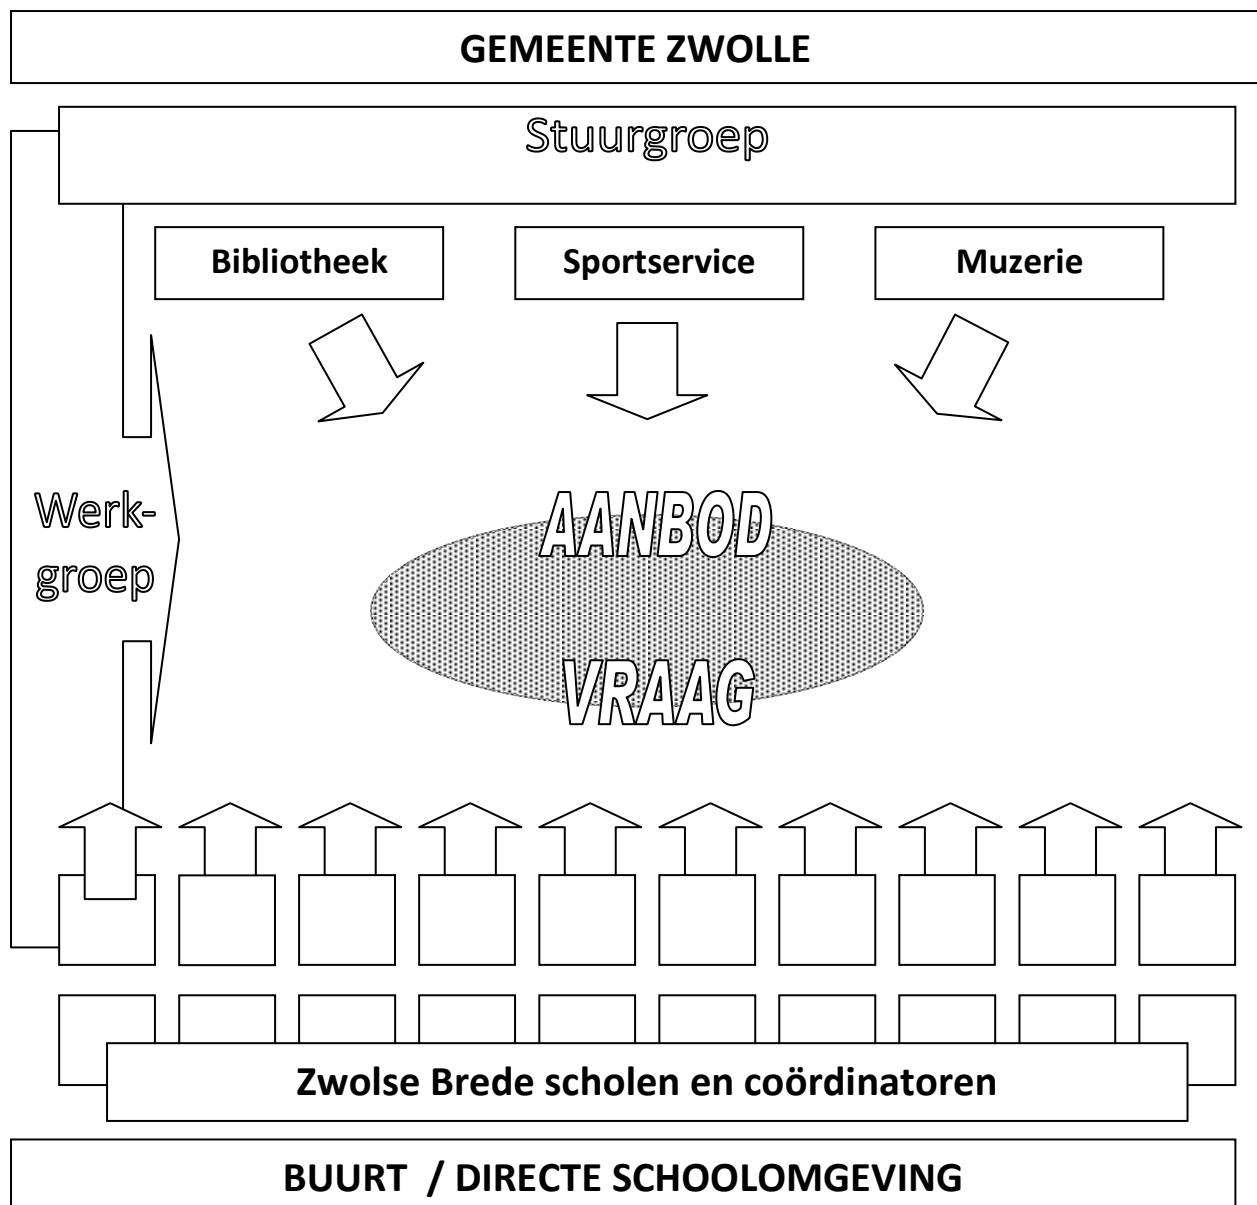 GEMEENTE ZWOLLE
Stuurgroep
Bibliotheek
Sportservice
Muzerie
Werk-
groep
AANBOD
VRAAG
Zwolse Brede scholen en coördinatoren
BUURT / DIRECTE SCHOOLOMGEVING